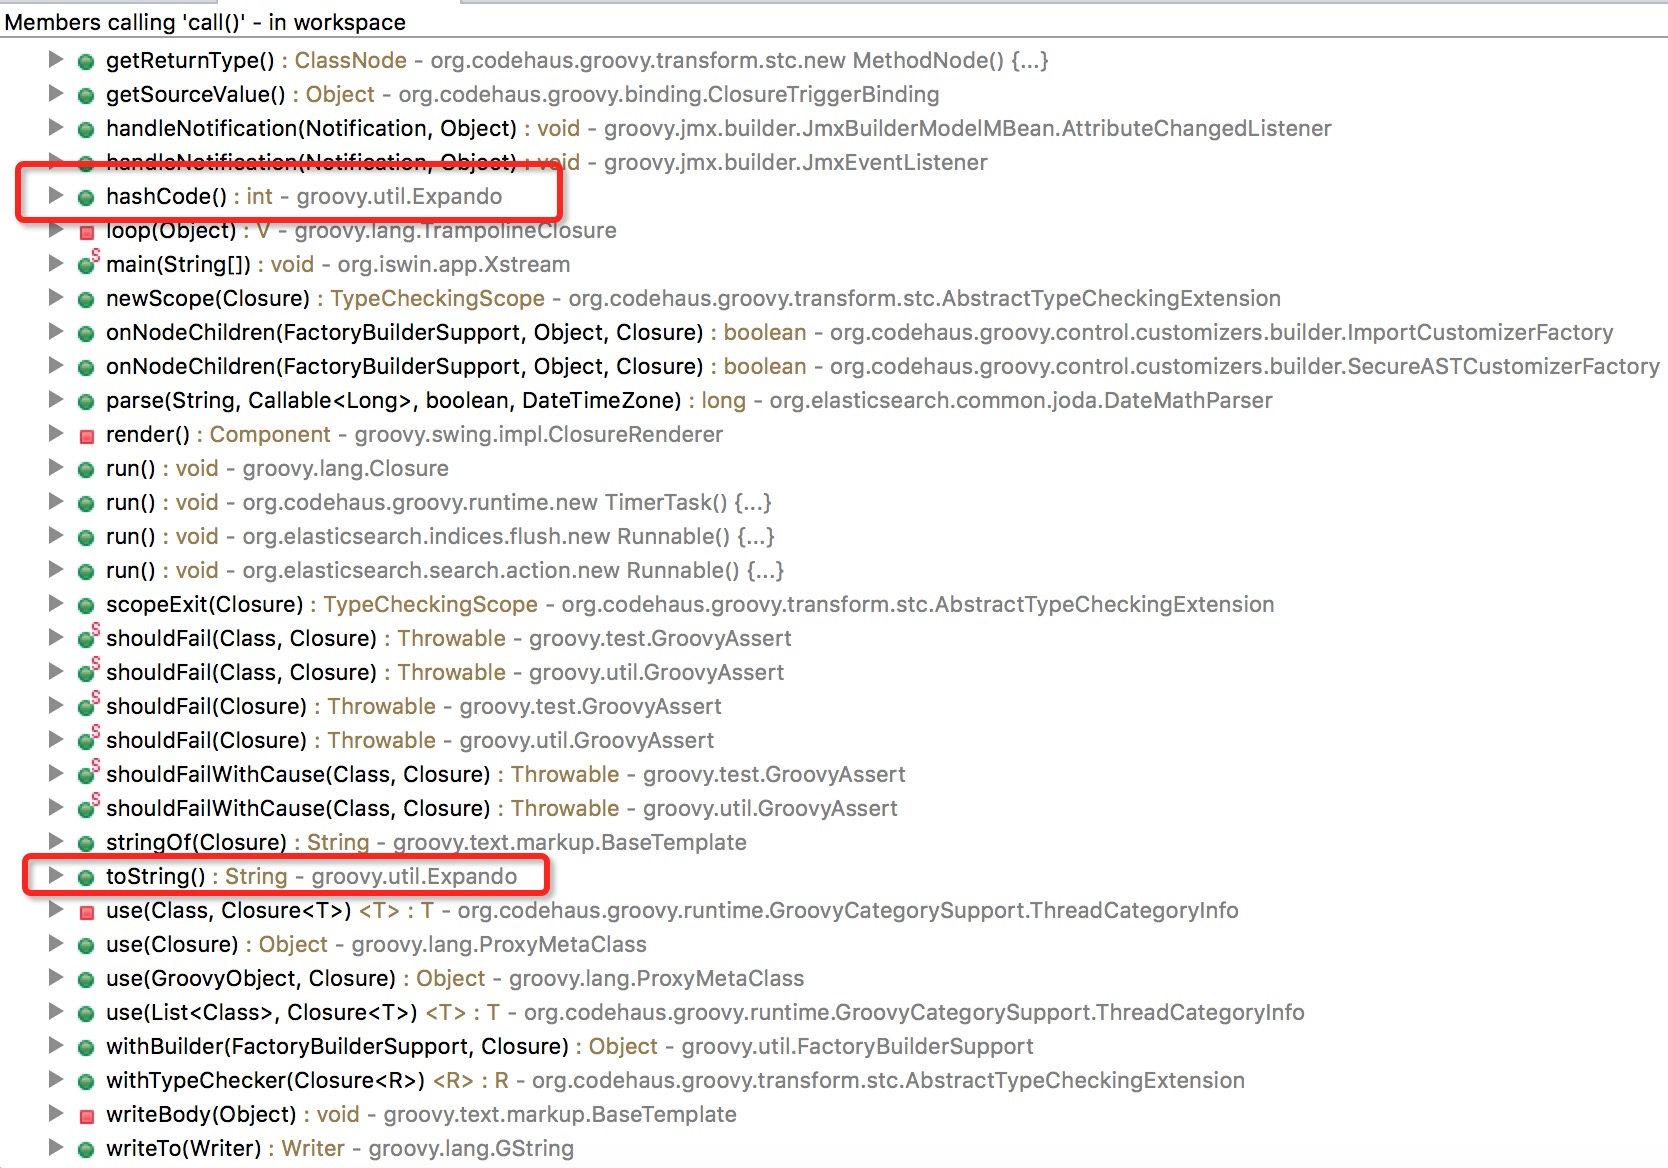 Members calling 'call()' - in workspace
getReturnType() : ClassNode - org.codehaus.groovy.transform.stc.new MethodNode() {...}
getSourceValue() : Object - org.codehaus.groovy.binding.ClosureTriggerBinding
handleNotification(Notification, Object) : void - groovy.jmx.builder.JmxBuilderModelMBean.AttributeChangedListener
handleNotification(Notification, Object) : void - groovy.jmx.builder.JmxEventListener
hashCode() : int - groovy.util.Expando
loop(Object) : V - groovy.lang.TrampolineClosure
main(String[]) : void - org.iswin.app.Xstream
newScope(Closure) : TypeCheckingScope - org.codehaus.groovy.transform.stc.AbstractTypeCheckingExtension
onNodeChildren(FactoryBuilderSupport, Object, Closure) : boolean - org.codehaus.groovy.control.customizers.builder.ImportCustomizerFactory
onNodeChildren(FactoryBuilderSupport, Object, Closure) : boolean - org.codehaus.groovy.control.customizers.builder.SecureASTCustomizerFactory
parse(String, Callable<Long>, boolean, DateTimeZone) : long - org.elasticsearch.common.joda.DateMathParser
render() : Component - groovy.swing.impl.ClosureRenderer
run() : void - groovy.lang.Closure
run() : void - org.codehaus.groovy.runtime.new TimerTask() {...}
run() : void - org.elasticsearch.indices.flush.new Runnable() {...}
run() : void - org.elasticsearch.search.action.new Runnable() {...}
scopeExit(Closure) : TypeCheckingScope - org.codehaus.groovy.transform.stc.AbstractTypeCheckingExtension
shouldFail(Class, Closure) : Throwable - groovy.test.GroovyAssert
shouldFail(Class, Closure) : Throwable - groovy.util.GroovyAssert
shouldFail(Closure) : Throwable - groovy.test.GroovyAssert
shouldFail(Closure) : Throwable - groovy.util.GroovyAssert
shouldFailWithCause(Class, Closure) : Throwable - groovy.test.GroovyAssert
shouldFailWithCause(Class, Closure) : Throwable - groovy.util.GroovyAssert
stringOf(Closure) : String - groovy.text.markup.BaseTemplate
toString() : String - groovy.util.Expando
use(Class, Closure<T>) <T> : T - org.codehaus.groovy.runtime.GroovyCategorySupport.ThreadCategoryInfo
use(Closure) : Object - groovy.lang.ProxyMetaClass
use(GroovyObject, Closure) : Object - groovy.lang.ProxyMetaClass
use(List<Class>, Closure<T>) <T> : T - org.codehaus.groovy.runtime.GroovyCategorySupport.ThreadCategoryInfo
withBuilder(FactoryBuilderSupport, Closure) : Object - groovy.util.FactoryBuilderSupport
withTypeChecker(Closure<R>) <R> : R - org.codehaus.groovy.transform.stc.AbstractTypeCheckingExtension
writeBody(Object) : void - groovy.text.markup.BaseTemplate
writeTo(Writer) : Writer - groovy.lang.GString